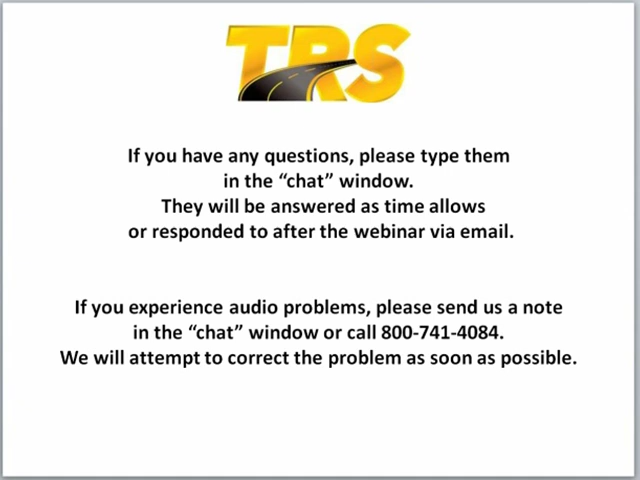 TRS
If you have any questions, please type them
in the “chat” window.
They will be answered as time allows
or responded to after the webinar via email.
If you experience audio problems, please send us a note
in the “chat” window or call 800-741-4084.
We will attempt to correct the problem as soon as possible.